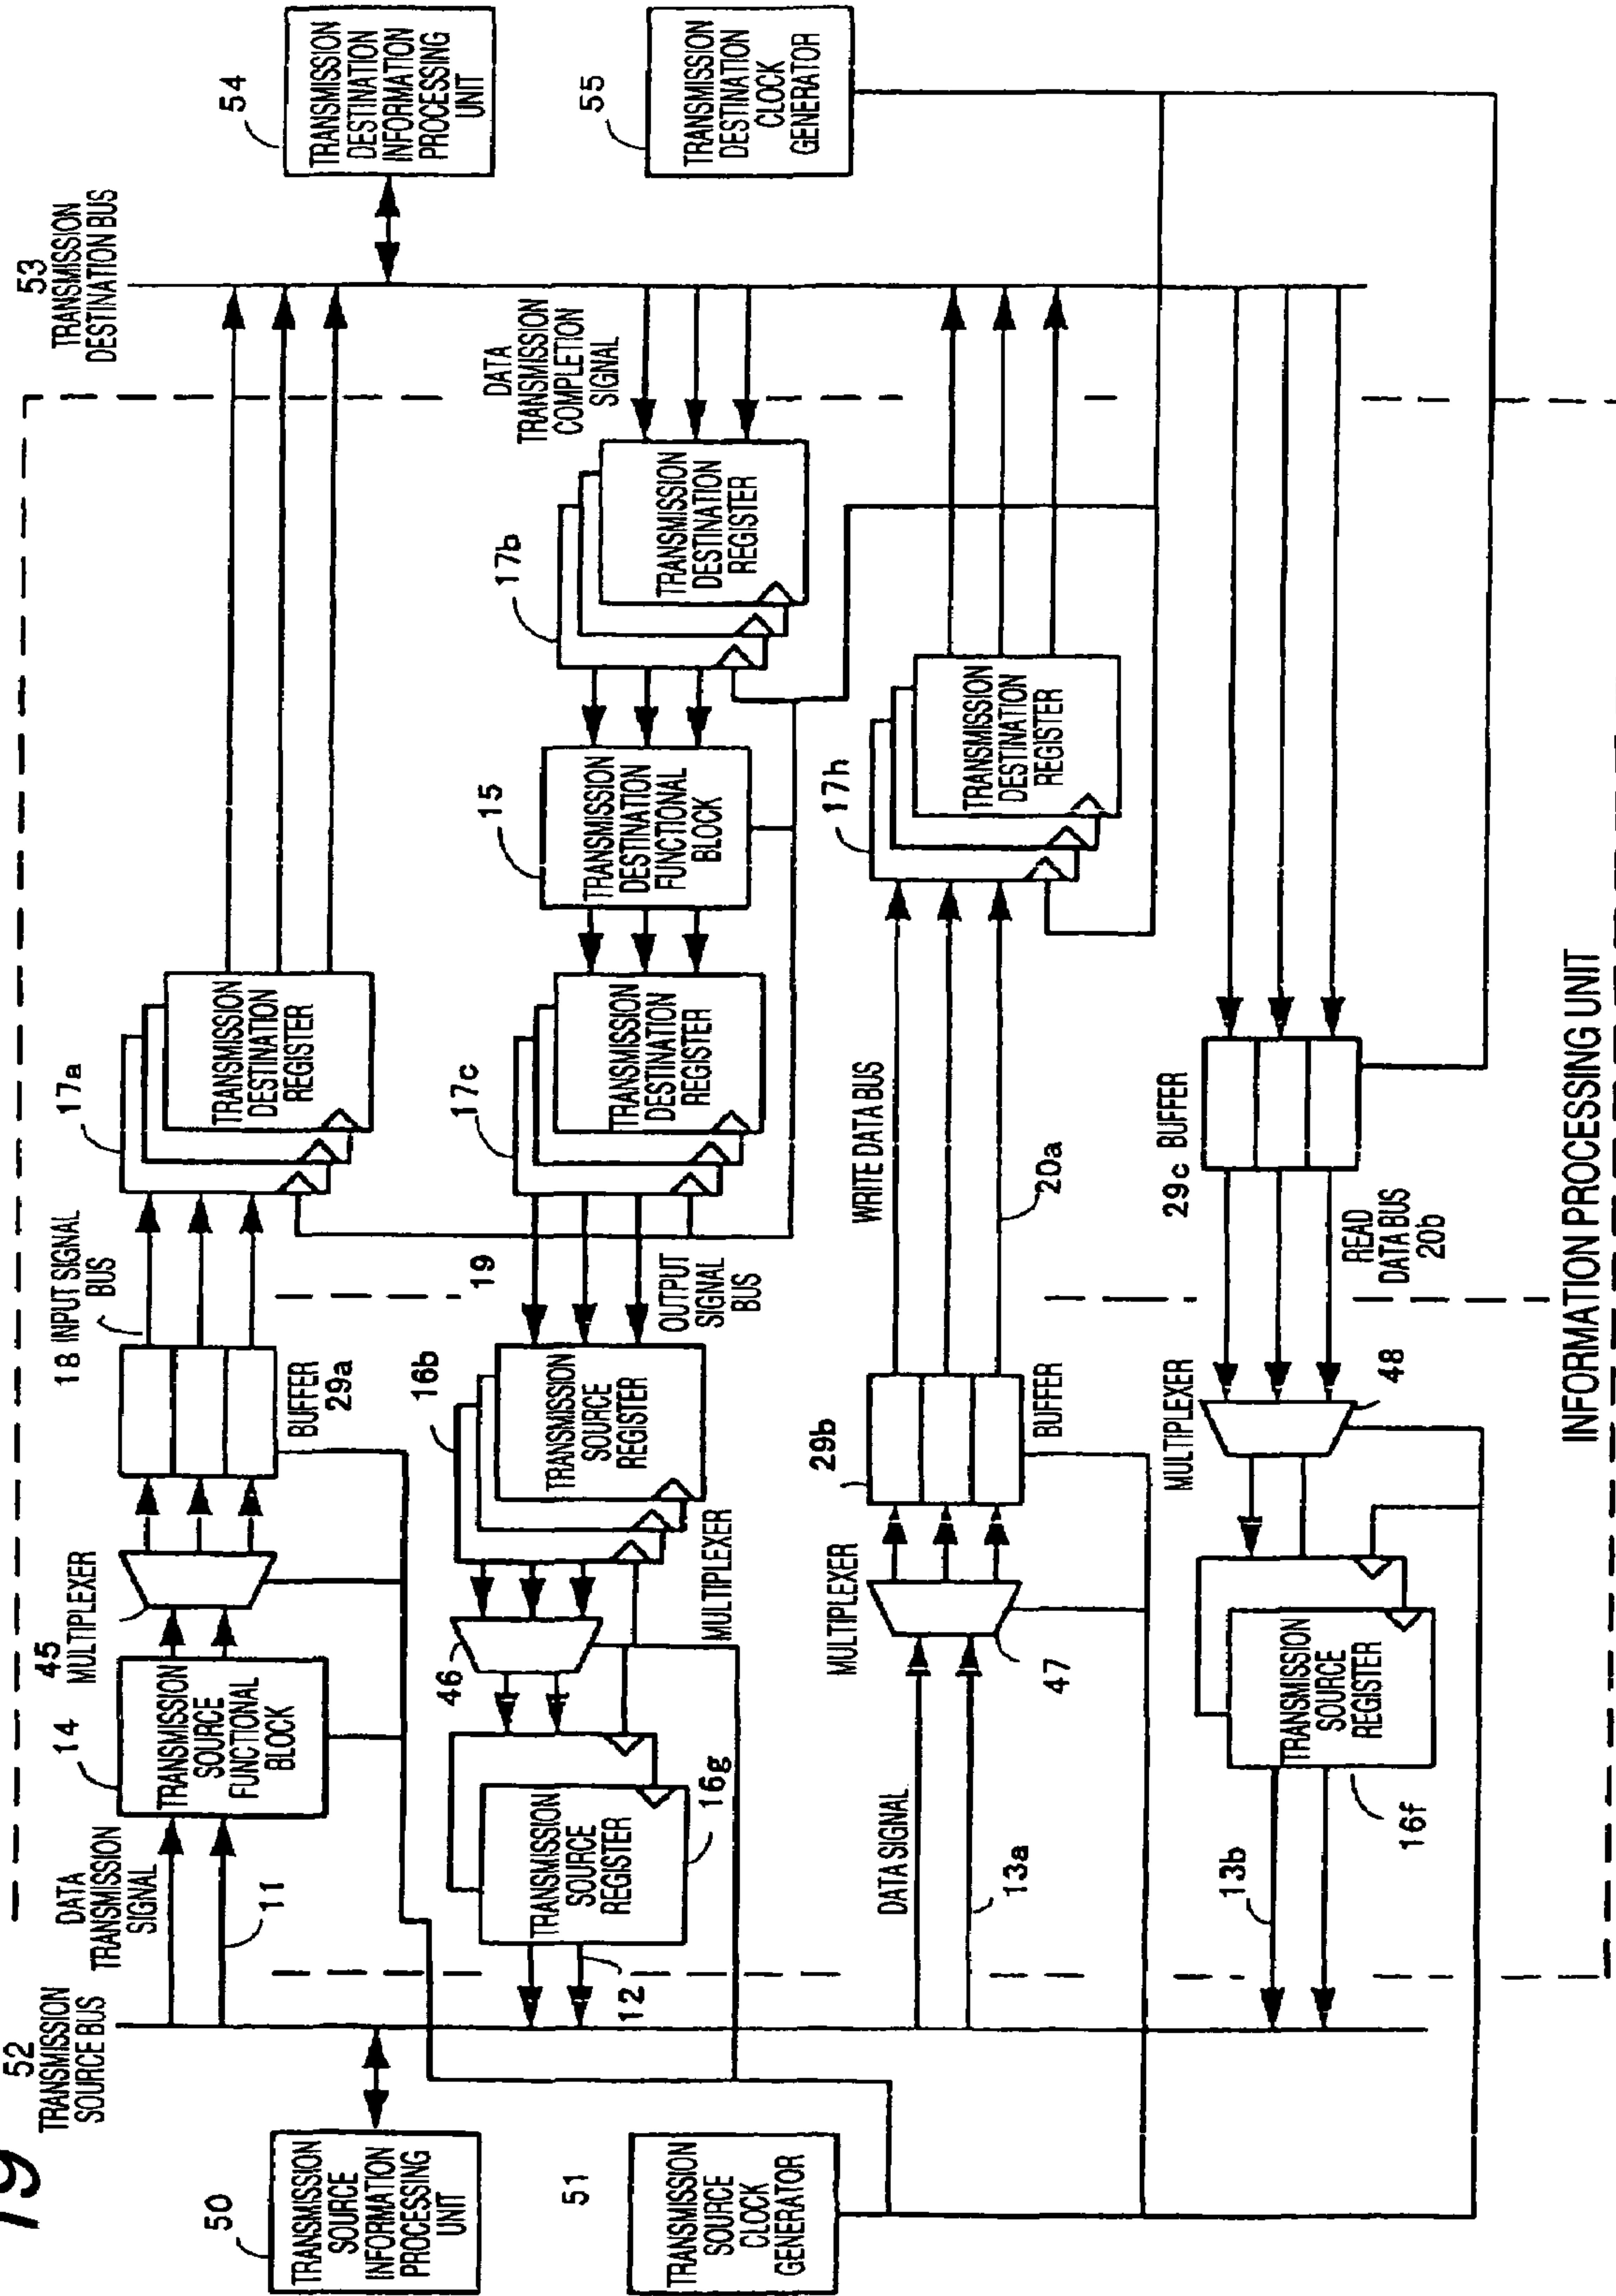 19
52
TRANSMISSION
SOURCE BUS
50
TRANSMISSION
SOURCE
INFORMATION
PROCESSING
UNIT
51
TRANSMISSION
SOURCE
CLOCK
GENERATOR
DATA
TRANSMISSION
SIGNAL
11
14
TRANSMISSION
SOURCE
FUNCTIONAL
BLOCK
45
MULTIPLEXER
BUFFER
29a
18 INPUT SIGNAL
BUS
17a
TRANSMISSION
DESTINATION
REGISTER
53
TRANSMISSION
DESTINATION BUS
54
TRANSMISSION
DESTINATION
INFORMATION
PROCESSING
UNIT
55
TRANSMISSION
DESTINATION
CLOCK
GENERATOR
12
TRANSMISSION
SOURCE
REGISTER
16g
46
MULTIPLEXER
16b
TRANSMISSION
SOURCE
REGISTER
19
OUTPUT
SIGNAL
BUS
17c
TRANSMISSION
DESTINATION
REGISTER
15
TRANSMISSION
DESTINATION
FUNCTIONAL
BLOCK
17b
TRANSMISSION
DESTINATION
REGISTER
DATA
TRANSMISSION
COMPLETION
SIGNAL
DATA SIGNAL
13a
MULTIPLEXER
47
29b
BUFFER
WRITE DATA BUS
20a
17h
TRANSMISSION
DESTINATION
REGISTER
13b
16f
TRANSMISSION
SOURCE
REGISTER
MULTIPLEXER
48
READ
DATA BUS
20b
29c BUFFER
INFORMATION PROCESSING UNIT